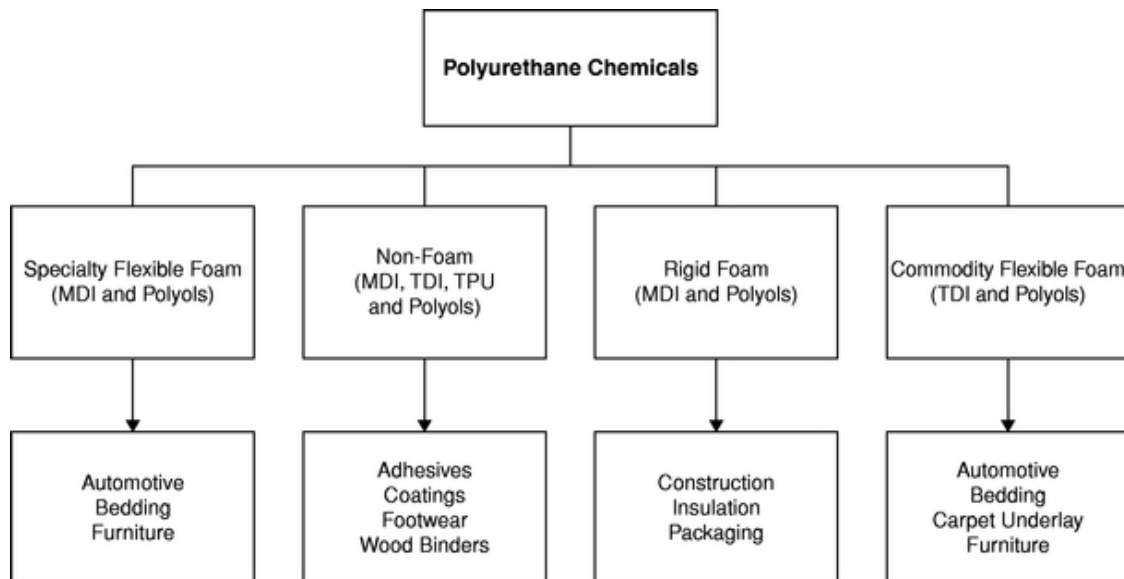 Polyurethane Chemicals
Specialty Flexible Foam
(MDI and Polyols)
Non-Foam
(MDI, TDI, TPU
and Polyols)
Rigid Foam
(MDI and Polyols)
Commodity Flexible Foam
(TDI and Polyols)
Automotive
Bedding
Furniture
Adhesives
Coatings
Footwear
Wood Binders
Construction
Insulation
Packaging
Automotive
Bedding
Carpet Underlay
Furniture